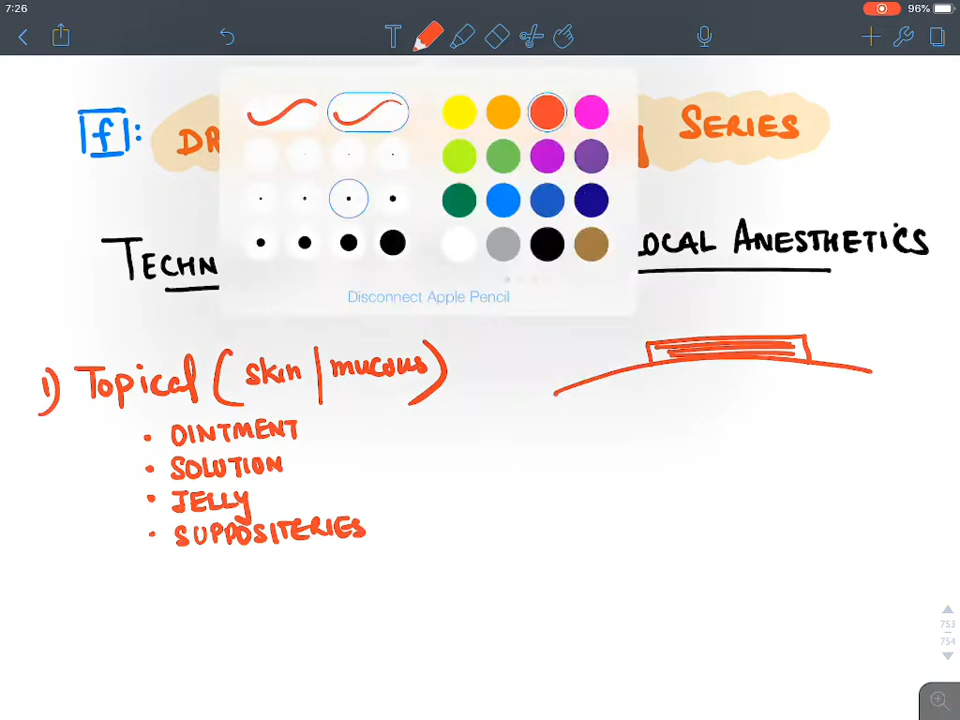 7:26
96%
T
f : DR SERIES
TECHN LOCAL ANESTHETICS
Disconnect Apple Pencil
1) Topical (skin | mucous)
• OINTMENT
• SOLUTION
• JELLY
• SUPPOSITERIES
753
754